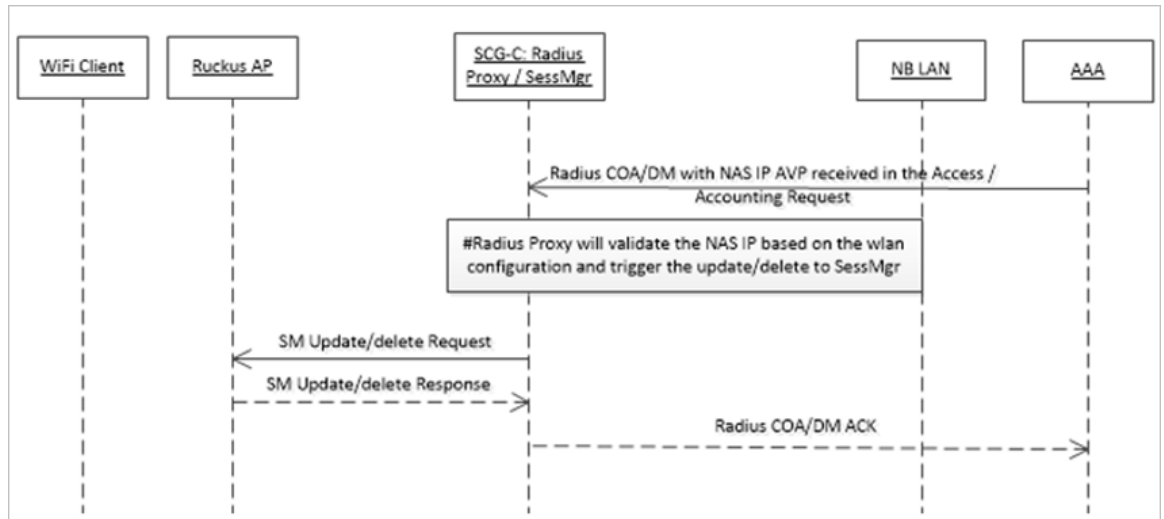 WiFi Client
Ruckus AP
SCG-C: Radius
Proxy / SessMgr
NB LAN
AAA
Radius COA/DM with NAS IP AVP received in the Access /
Accounting Request
#Radius Proxy will validate the NAS IP based on the wlan
configuration and trigger the update/delete to SessMgr
SM Update/delete Request
SM Update/delete Response
Radius COA/DM ACK